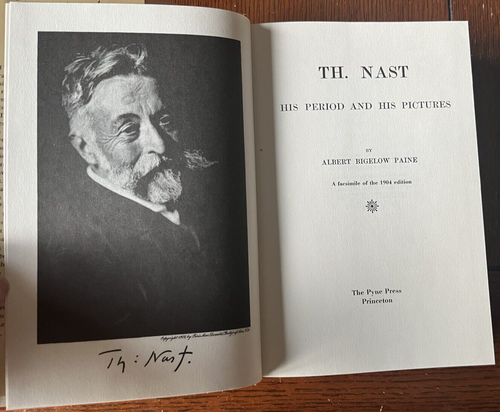 Th: Nast.
TH. NAST
HIS PERIOD AND HIS PICTURES
BY
ALBERT BIGELOW PAINE
A facsimile of the 1904 edition
The Pyne Press
Princeton